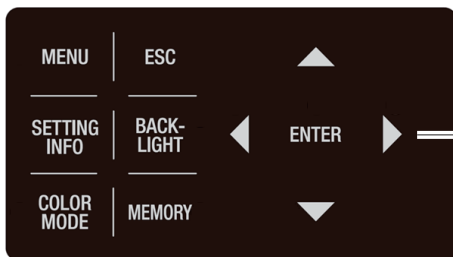 MENU
ESC
SETTING
INFO
BACK-
LIGHT
ENTER
COLOR
MODE
MEMORY